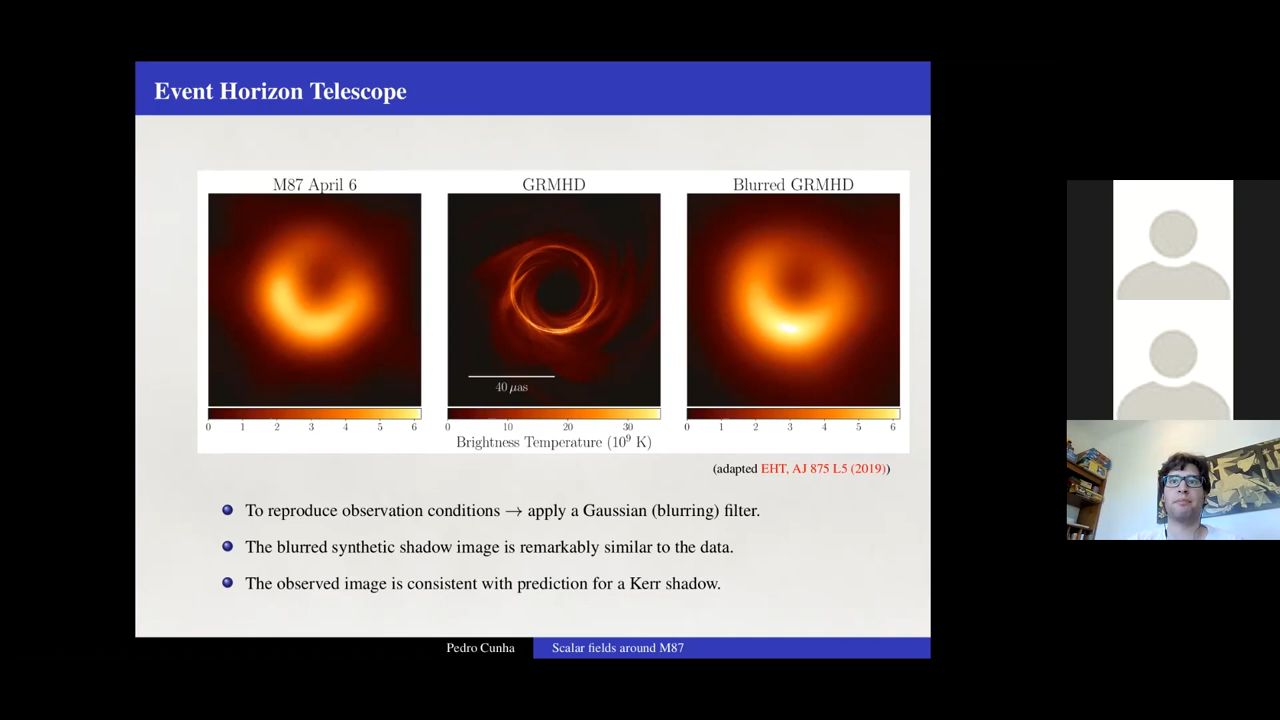 Event Horizon Telescope
M87 April 6
GRMHD
Blurred GRMHD
40 μas
0 1 2 3 4 5 6
0 10 20 30
0 1 2 3 4 5 6
Brightness Temperature (10⁹ K)
(adapted EHT, AJ 875 L5 (2019))
To reproduce observation conditions → apply a Gaussian (blurring) filter.
The blurred synthetic shadow image is remarkably similar to the data.
The observed image is consistent with prediction for a Kerr shadow.
Pedro Cunha
Scalar fields around M87